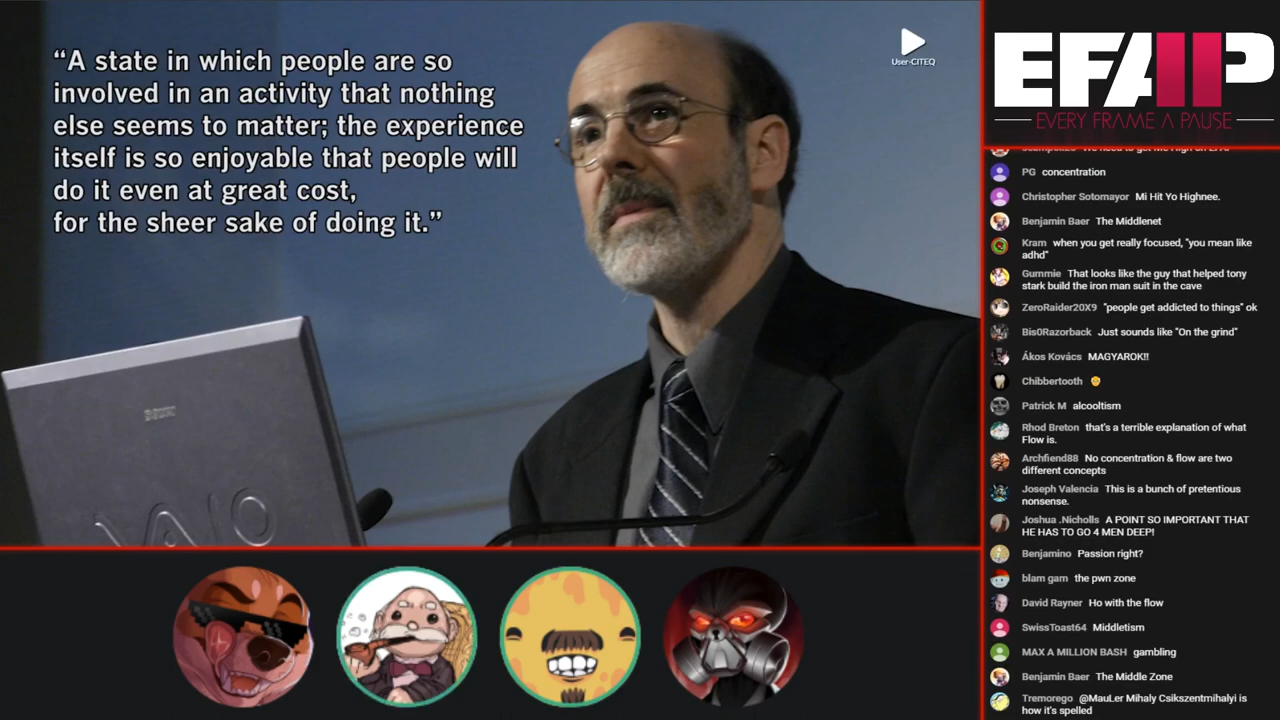 “A state in which people are so
involved in an activity that nothing
else seems to matter; the experience
itself is so enjoyable that people will
do it even at great cost,
for the sheer sake of doing it.”
User-CITEQ
VAIO
EFAP
EVERY FRAME A PAUSE
PG concentration
Christopher Sotomayor Mi Hit Yo Highnee.
Benjamin Baer The Middlenet
Kram when you get really focused, "you mean like
adhd"
Gummie That looks like the guy that helped tony
stark build the iron man suit in the cave
ZeroRaider20X9 "people get addicted to things" ok
Bis0Razorback Just sounds like "On the grind"
Ákos Kovács MAGYAROK!!
Chibbertooth
Patrick M alcooltism
Rhod Breton that's a terrible explanation of what
Flow is.
Archfiend88 No concentration & flow are two
different concepts
Joseph Valencia This is a bunch of pretentious
nonsense.
Joshua .Nicholls A POINT SO IMPORTANT THAT
HE HAS TO GO 4 MEN DEEP!
Benjamino Passion right?
blam gam the pwn zone
David Rayner Ho with the flow
SwissToast64 Middletism
MAX A MILLION BASH gambling
Benjamin Baer The Middle Zone
Tremorego @MauLer Mihaly Csikszentmihalyi is
how it's spelled